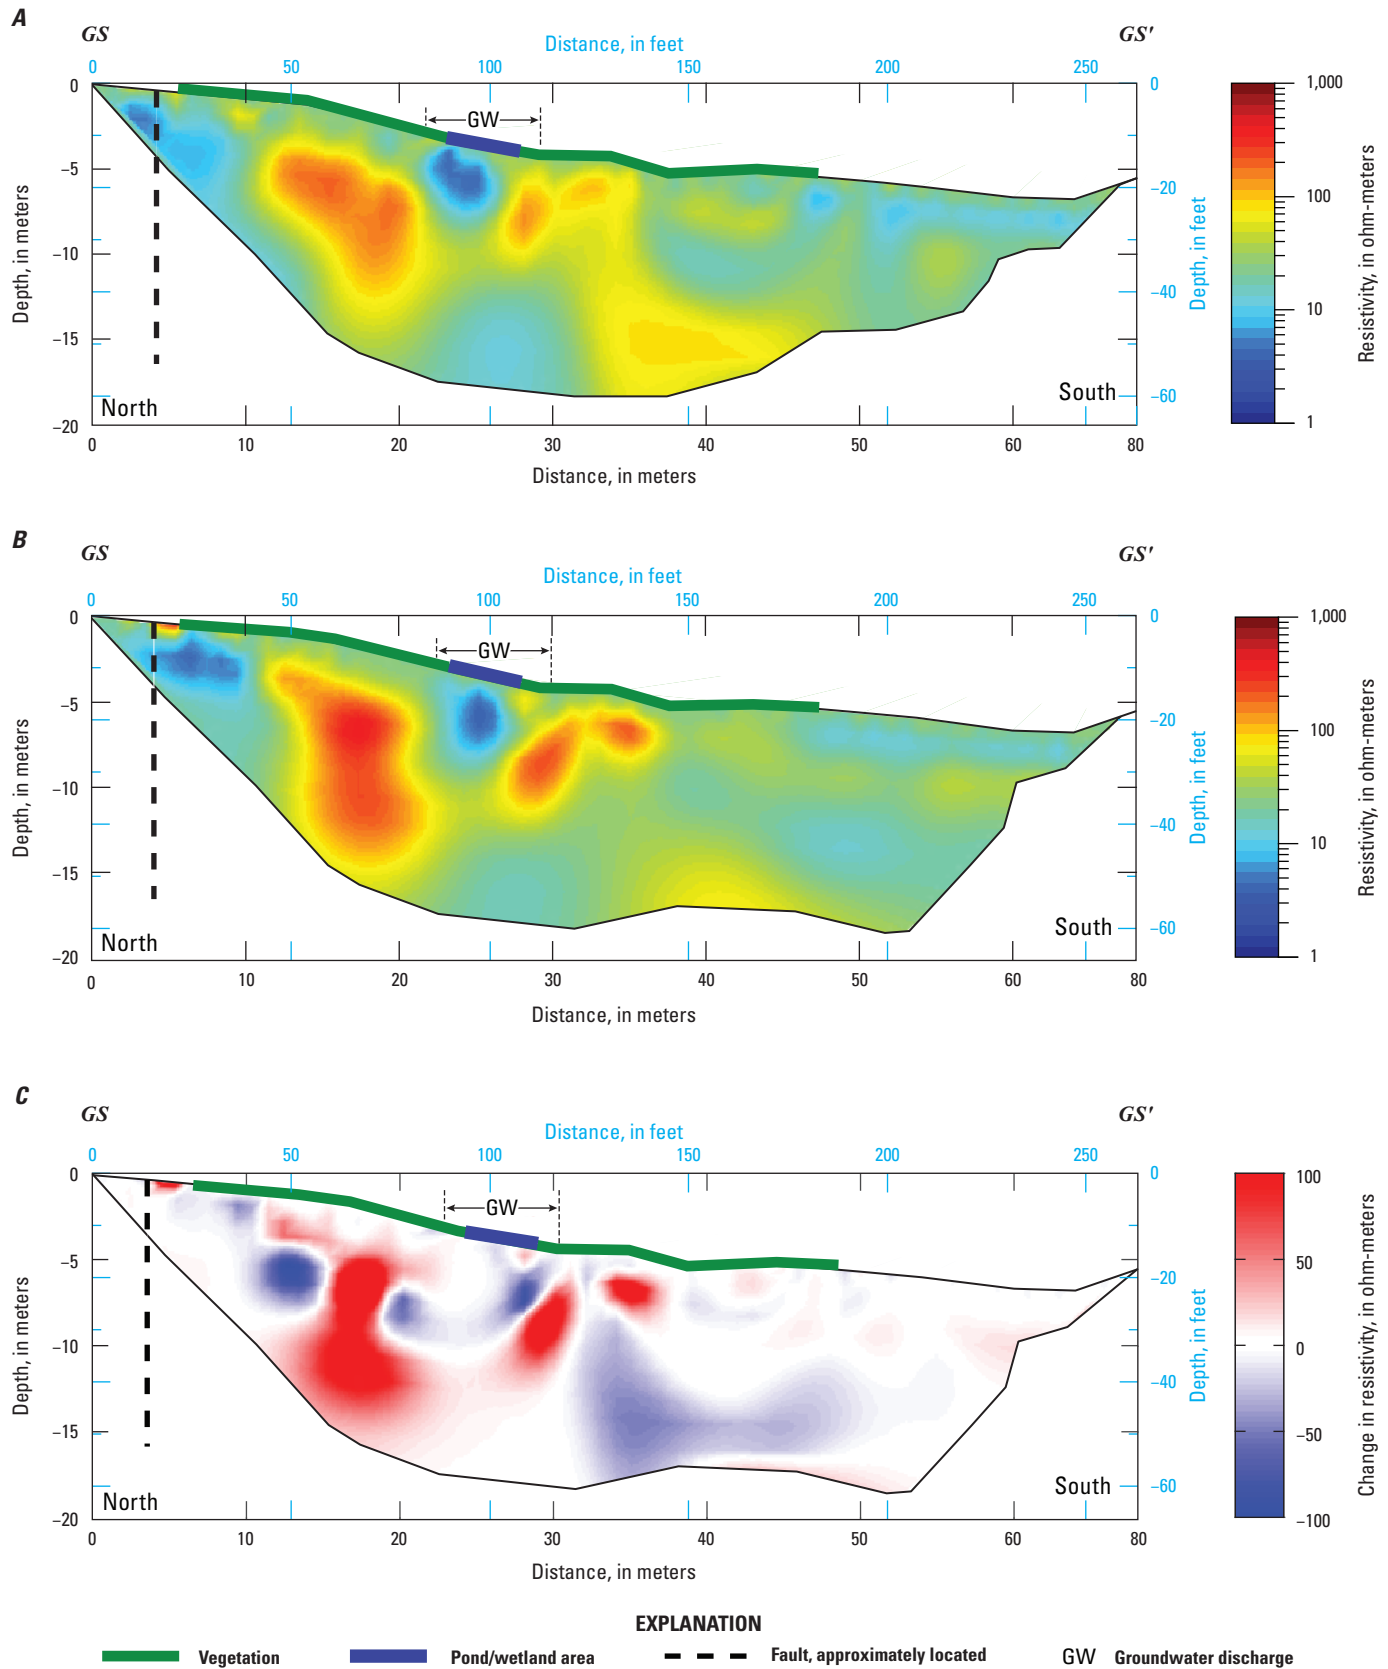 A
GS GS′
Distance, in feet
0 50 100 150 200 250
GW
0
−5
−10
−15
−20
Depth, in meters
0
−20
−40
−60
Depth, in feet
North South
0 10 20 30 40 50 60 80
Distance, in meters
1,000
100
10
1
Resistivity, in ohm-meters
B
GS GS′
Distance, in feet
0 50 100 150 200 250
GW
0
−5
−10
−15
−20
Depth, in meters
0
−20
−40
−60
Depth, in feet
North South
0 10 20 30 40 50 60 80
Distance, in meters
1,000
100
10
1
Resistivity, in ohm-meters
C
GS GS′
Distance, in feet
0 50 100 150 200 250
GW
0
−5
−10
−15
−20
Depth, in meters
0
−20
−40
−60
Depth, in feet
North South
0 10 20 30 40 50 60 80
Distance, in meters
100
50
0
−50
−100
Change in resistivity, in ohm-meters
EXPLANATION
Vegetation Pond/wetland area Fault, approximately located GW Groundwater discharge